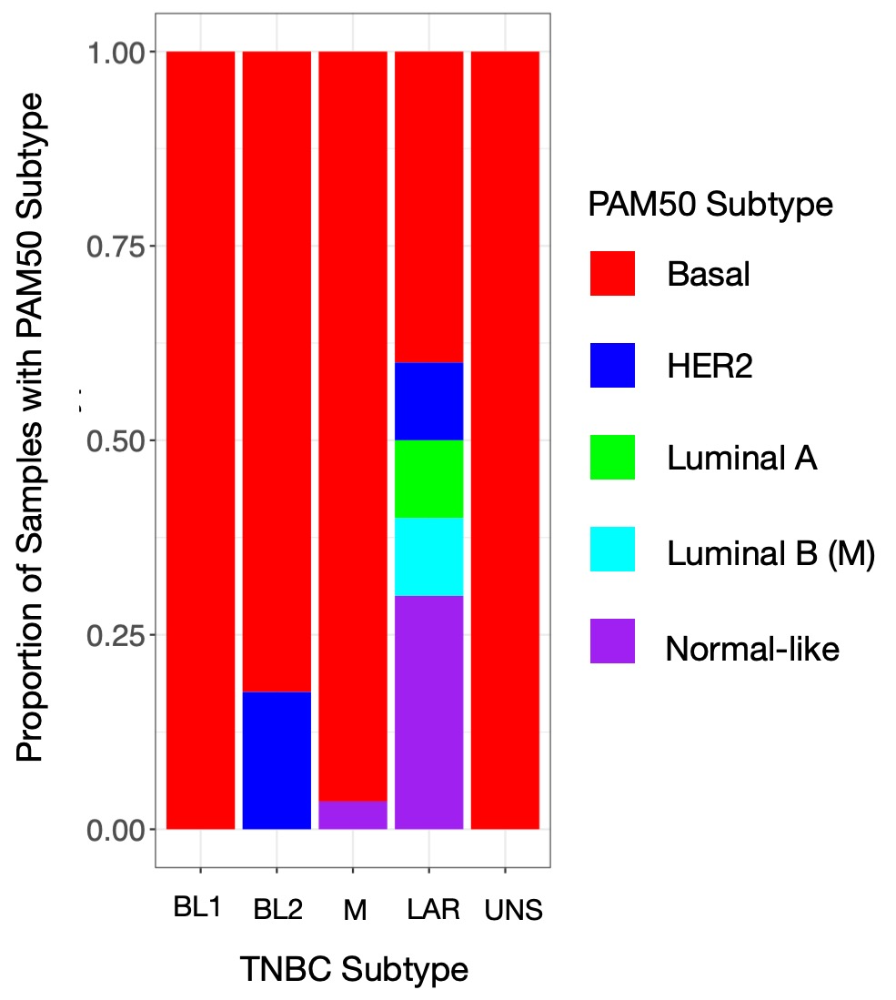 Proportion of Samples with PAM50 Subtype
1.00
0.75
0.50
0.25
0.00
BL1 BL2 M LAR UNS
TNBC Subtype
PAM50 Subtype
Basal
HER2
Luminal A
Luminal B (M)
Normal-like